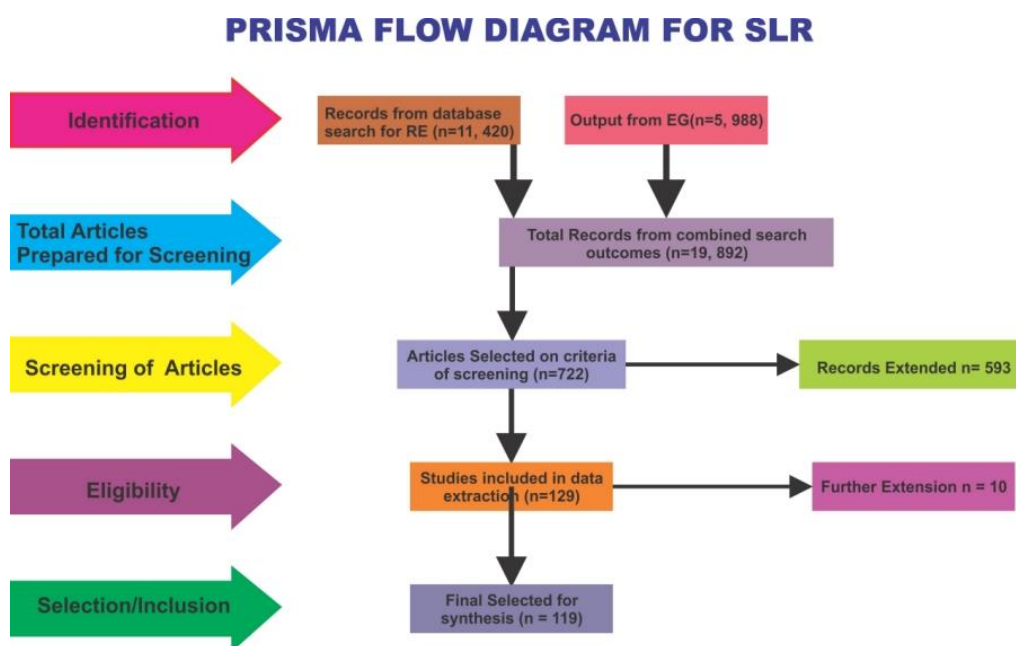 PRISMA FLOW DIAGRAM FOR SLR
Identification
Records from database
search for RE (n=11, 420)
Output from EG(n=5, 988)
Total Articles
Prepared for Screening
Total Records from combined search
outcomes (n=19, 892)
Screening of Articles
Articles Selected on criteria
of screening (n=722)
Records Extended n= 593
Eligibility
Studies included in data
extraction (n=129)
Further Extension n = 10
Selection/Inclusion
Final Selected for
synthesis (n = 119)